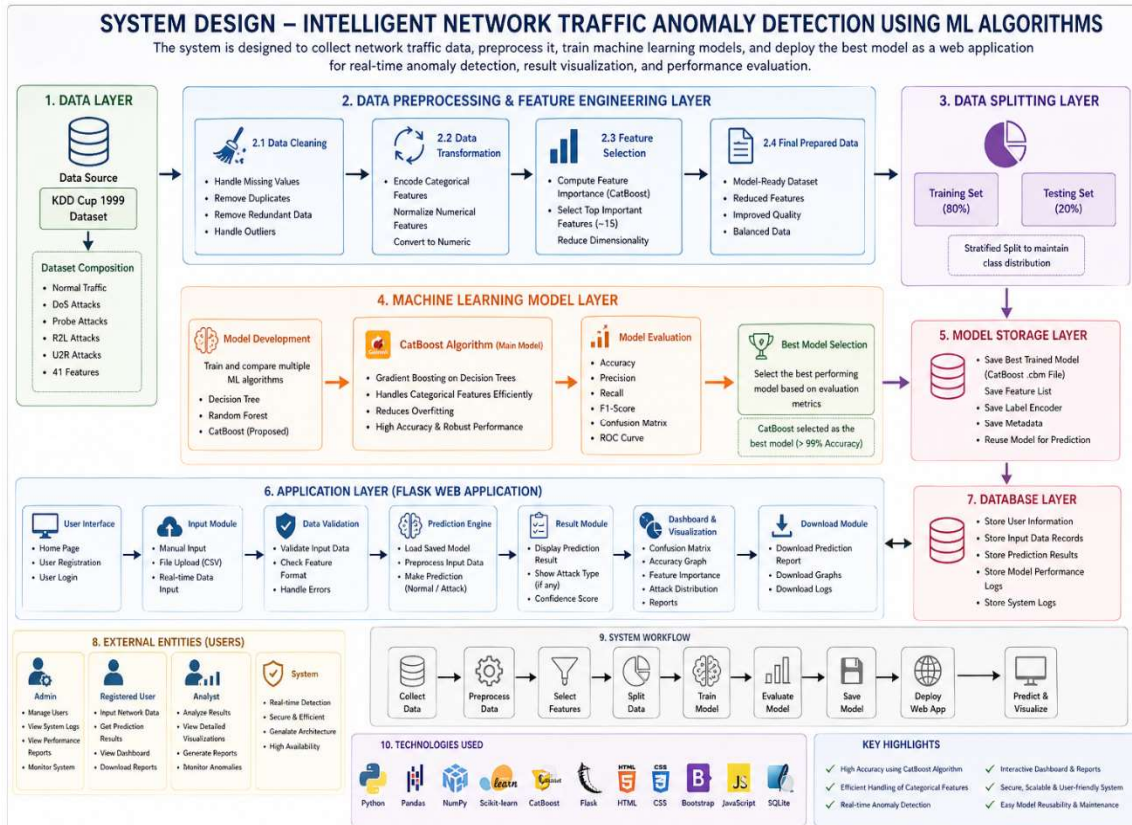 SYSTEM DESIGN – INTELLIGENT NETWORK TRAFFIC ANOMALY DETECTION USING ML ALGORITHMS
The system is designed to collect network traffic data, preprocess it, train machine learning models, and deploy the best model as a web application
for real-time anomaly detection, result visualization, and performance evaluation.
1. DATA LAYER
Data Source
KDD Cup 1999
Dataset
Dataset Composition
• Normal Traffic
• DoS Attacks
• Probe Attacks
• R2L Attacks
• U2R Attacks
• 41 Features
2. DATA PREPROCESSING & FEATURE ENGINEERING LAYER
2.1 Data Cleaning
• Handle Missing Values
• Remove Duplicates
• Remove Redundant Data
• Handle Outliers
2.2 Data
Transformation
• Encode Categorical
Features
Normalize Numerical
Features
Convert to Numeric
2.3 Feature
Selection
• Compute Feature
Importance (CatBoost)
• Select Top Important
Features (~15)
Reduce Dimensionality
2.4 Final Prepared Data
• Model-Ready Dataset
• Reduced Features
• Improved Quality
• Balanced Data
3. DATA SPLITTING LAYER
Training Set
(80%)
Testing Set
(20%)
Stratified Split to maintain
class distribution
4. MACHINE LEARNING MODEL LAYER
Model Development
Train and compare multiple
ML algorithms
• Decision Tree
• Random Forest
• CatBoost (Proposed)
CatBoost Algorithm (Main Model)
• Gradient Boosting on Decision Trees
• Handles Categorical Features Efficiently
• Reduces Overfitting
• High Accuracy & Robust Performance
Model Evaluation
• Accuracy
• Precision
• Recall
• F1-Score
• Confusion Matrix
• ROC Curve
Best Model Selection
Select the best performing
model based on evaluation
metrics
CatBoost selected as the
best model (> 99% Accuracy)
5. MODEL STORAGE LAYER
• Save Best Trained Model
(CatBoost .cbm File)
Save Feature List
• Save Label Encoder
• Save Metadata
• Reuse Model for Prediction
6. APPLICATION LAYER (FLASK WEB APPLICATION)
User Interface
• Home Page
• User Registration
• User Login
Input Module
• Manual Input
• File Upload (CSV)
• Real-time Data
Input
Data Validation
• Validate Input Data
• Check Feature
Format
• Handle Errors
Prediction Engine
• Load Saved Model
• Preprocess Input Data
• Make Prediction
(Normal / Attack)
Result Module
• Display Prediction
Result
• Show Attack Type
(if any)
• Confidence Score
Dashboard &
Visualization
• Confusion Matrix
• Accuracy Graph
• Feature Importance
• Attack Distribution
• Reports
Download Module
• Download Prediction
Report
• Download Graphs
• Download Logs
7. DATABASE LAYER
• Store User Information
• Store Input Data Records
• Store Prediction Results
• Store Model Performance
Logs
• Store System Logs
8. EXTERNAL ENTITIES (USERS)
Admin
• Manage Users
• View System Logs
• View Performance
Reports
• Monitor System
Registered User
• Input Network Data
• Get Prediction
Results
• View Dashboard
• Download Reports
Analyst
• Analyze Results
• View Detailed
Visualizations
• Generate Reports
• Monitor Anomalies
System
• Real-time Detection
• Secure & Efficient
• Genalate Architecture
• High Availability
9. SYSTEM WORKFLOW
Collect
Data
Preprocess
Data
Select
Features
Split
Data
Train
Model
Evaluate
Model
Save
Model
Deploy
Web App
Predict &
Visualize
10. TECHNOLOGIES USED
Python
Pandas
NumPy
learn
Scikit-learn
CatBoost
Flask
HTML
5
HTML
CSS
3
CSS
B
Bootstrap
JS
JavaScript
SQLite
KEY HIGHLIGHTS
✓ High Accuracy using CatBoost Algorithm
✓ Efficient Handling of Categorical Features
✓ Real-time Anomaly Detection
✓ Interactive Dashboard & Reports
✓ Secure, Scalable & User-friendly System
✓ Easy Model Reusability & Maintenance